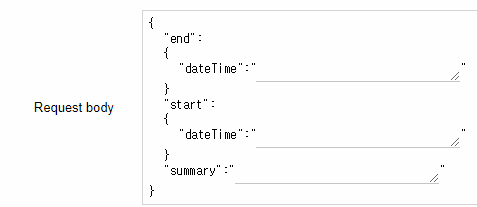 {
"end":
{
"dateTime":" "
}
"start":
{
Request body
"dateTime":" "
}
"summary":" "
}